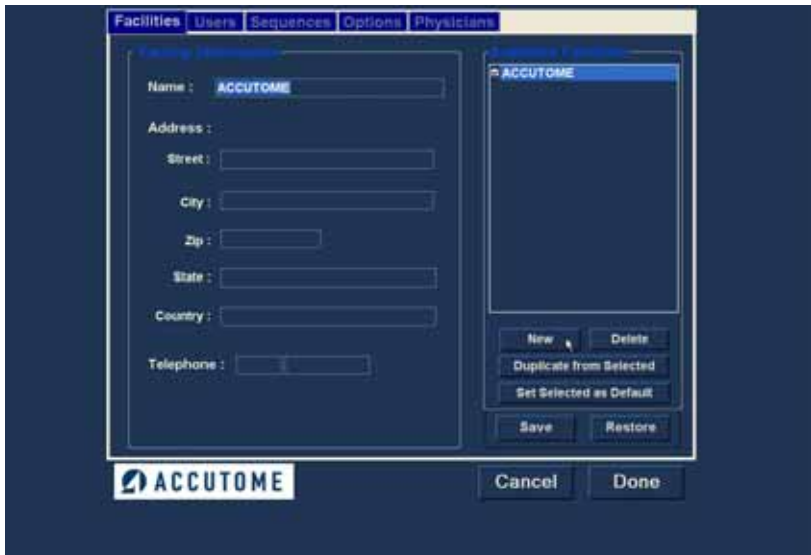 Facilities Users Sequences Options Physicians
Name : ACCUTOME
Address :
Street :
City :
Zip :
State :
Country :
Telephone :
ACCUTOME
New Delete
Duplicate from Selected
Set Selected as Default
Save Restore
ACCUTOME
Cancel Done